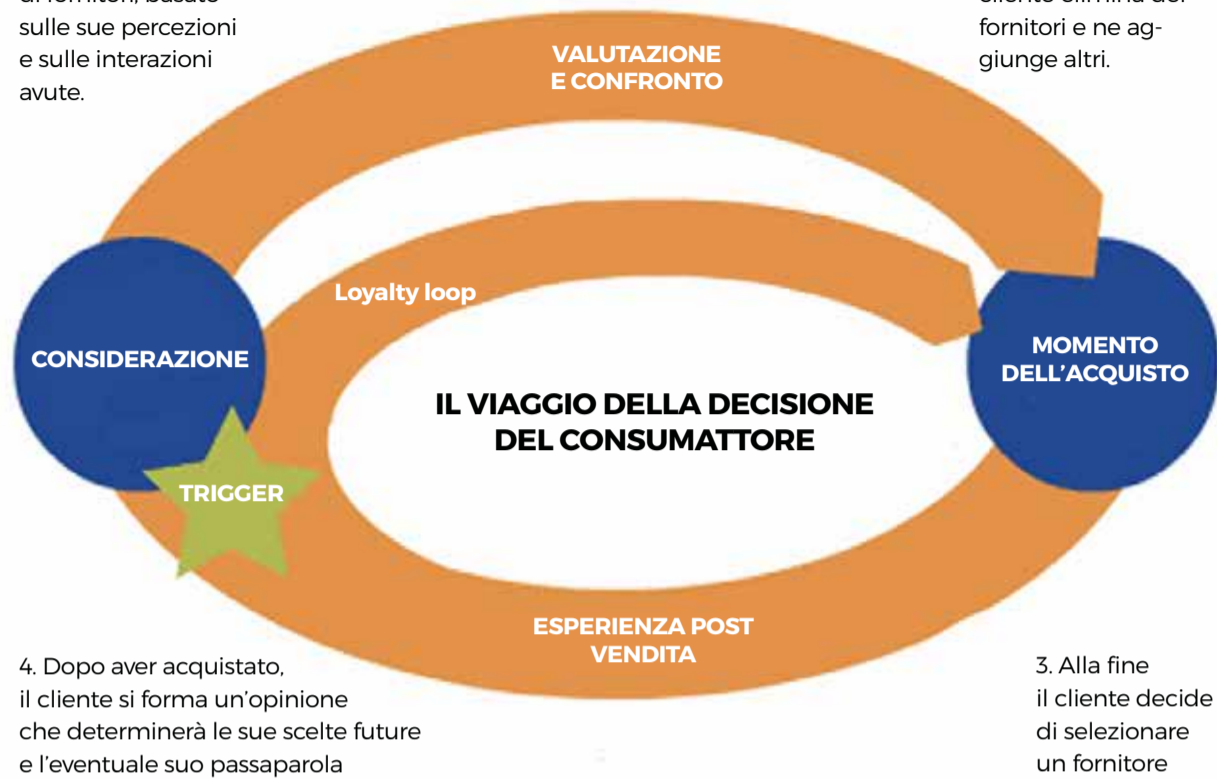 sulle sue percezioni
e sulle interazioni
avute.
fornitori e ne ag-
giunge altri.
VALUTAZIONE
E CONFRONTO
Loyalty loop
CONSIDERAZIONE
MOMENTO
DELL'ACQUISTO
IL VIAGGIO DELLA DECISIONE
DEL CONSUMATTORE
TRIGGER
ESPERIENZA POST
VENDITA
4. Dopo aver acquistato,
il cliente si forma un'opinione
che determinerà le sue scelte future
e l'eventuale suo passaparola
3. Alla fine
il cliente decide
di selezionare
un fornitore